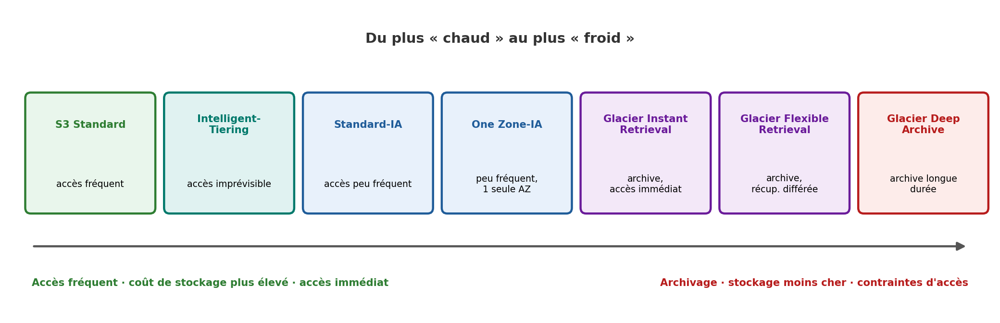 Du plus « chaud » au plus « froid »
S3 Standard
accès fréquent
Intelligent-
Tiering
accès imprévisible
Standard-IA
accès peu fréquent
One Zone-IA
peu fréquent,
1 seule AZ
Glacier Instant
Retrieval
archive,
accès immédiat
Glacier Flexible
Retrieval
archive,
récup. différée
Glacier Deep
Archive
archive longue
durée
Accès fréquent · coût de stockage plus élevé · accès immédiat
Archivage · stockage moins cher · contraintes d'accès